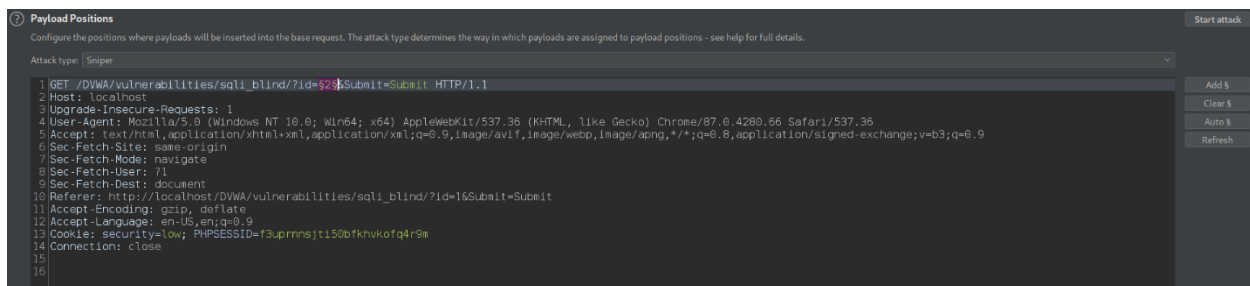 ? Payload Positions
Start attack
Configure the positions where payloads will be inserted into the base request. The attack type determines the way in which payloads are assigned to payload positions - see help for full details.
Attack type: Sniper
1 GET /DVWA/vulnerabilities/sqli_blind/?id=§2§&Submit=Submit HTTP/1.1
Add §
2 Host: localhost
3 Upgrade-Insecure-Requests: 1
Clear §
4 User-Agent: Mozilla/5.0 (Windows NT 10.0; Win64; x64) AppleWebKit/537.36 (KHTML, like Gecko) Chrome/87.0.4280.66 Safari/537.36
5 Accept: text/html,application/xhtml+xml,application/xml;q=0.9,image/avif,image/webp,image/apng,*/*;q=0.8,application/signed-exchange;v=b3;q=0.9
Auto §
6 Sec-Fetch-Site: same-origin
7 Sec-Fetch-Mode: navigate
Refresh
8 Sec-Fetch-User: ?1
9 Sec-Fetch-Dest: document
10 Referer: http://localhost/DVWA/vulnerabilities/sqli_blind/?id=1&Submit=Submit
11 Accept-Encoding: gzip, deflate
12 Accept-Language: en-US,en;q=0.9
13 Cookie: security=low; PHPSESSID=f3uprnnsjti50bfkhvkofq4r9m
14 Connection: close
15
16